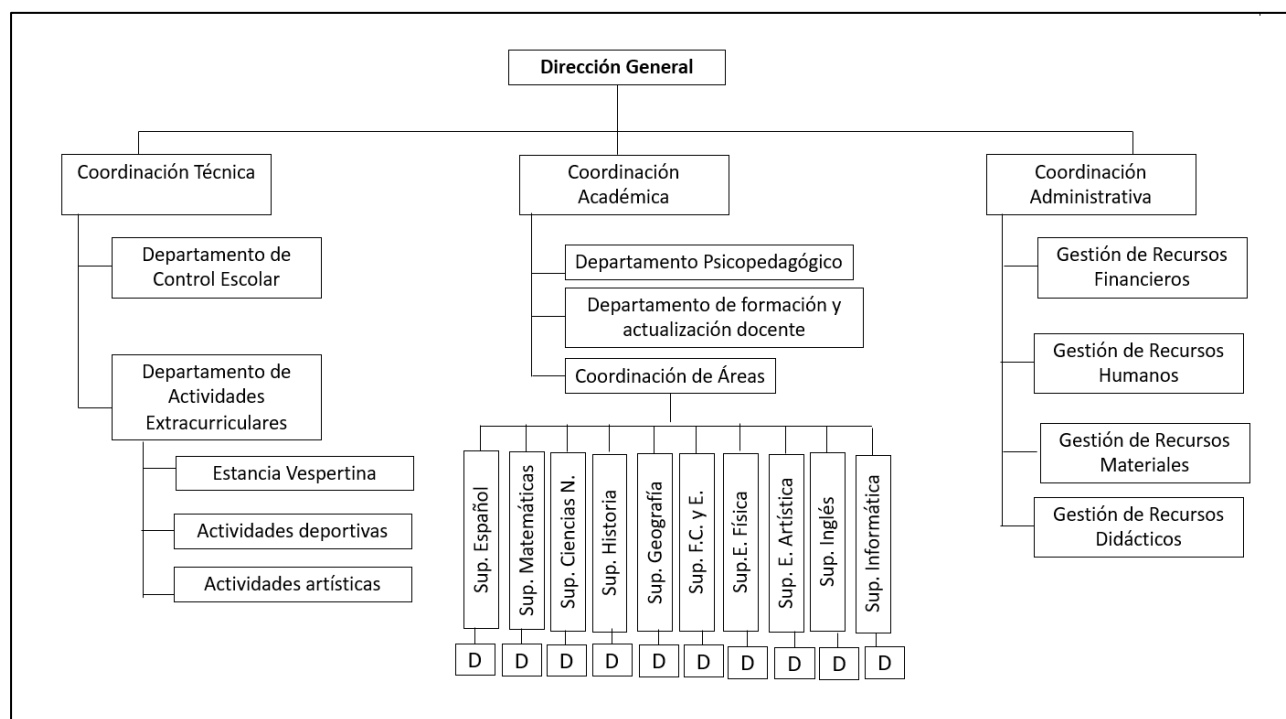 Dirección General
Coordinación Técnica
Departamento de
Control Escolar
Departamento de
Actividades
Extracurriculares
Estancia Vespertina
Actividades deportivas
Actividades artísticas
Coordinación
Académica
Departamento Psicopedagógico
Departamento de formación y
actualización docente
Coordinación de Áreas
Sup. Español
Sup. Matemáticas
Sup. Ciencias N.
Sup. Historia
Sup. Geografía
Sup. F.C. y E.
Sup.E. Física
Sup. E. Artística
Sup. Inglés
Sup. Informática
D
D
D
D
D
D
D
D
D
D
Coordinación
Administrativa
Gestión de Recursos
Financieros
Gestión de Recursos
Humanos
Gestión de Recursos
Materiales
Gestión de Recursos
Didácticos